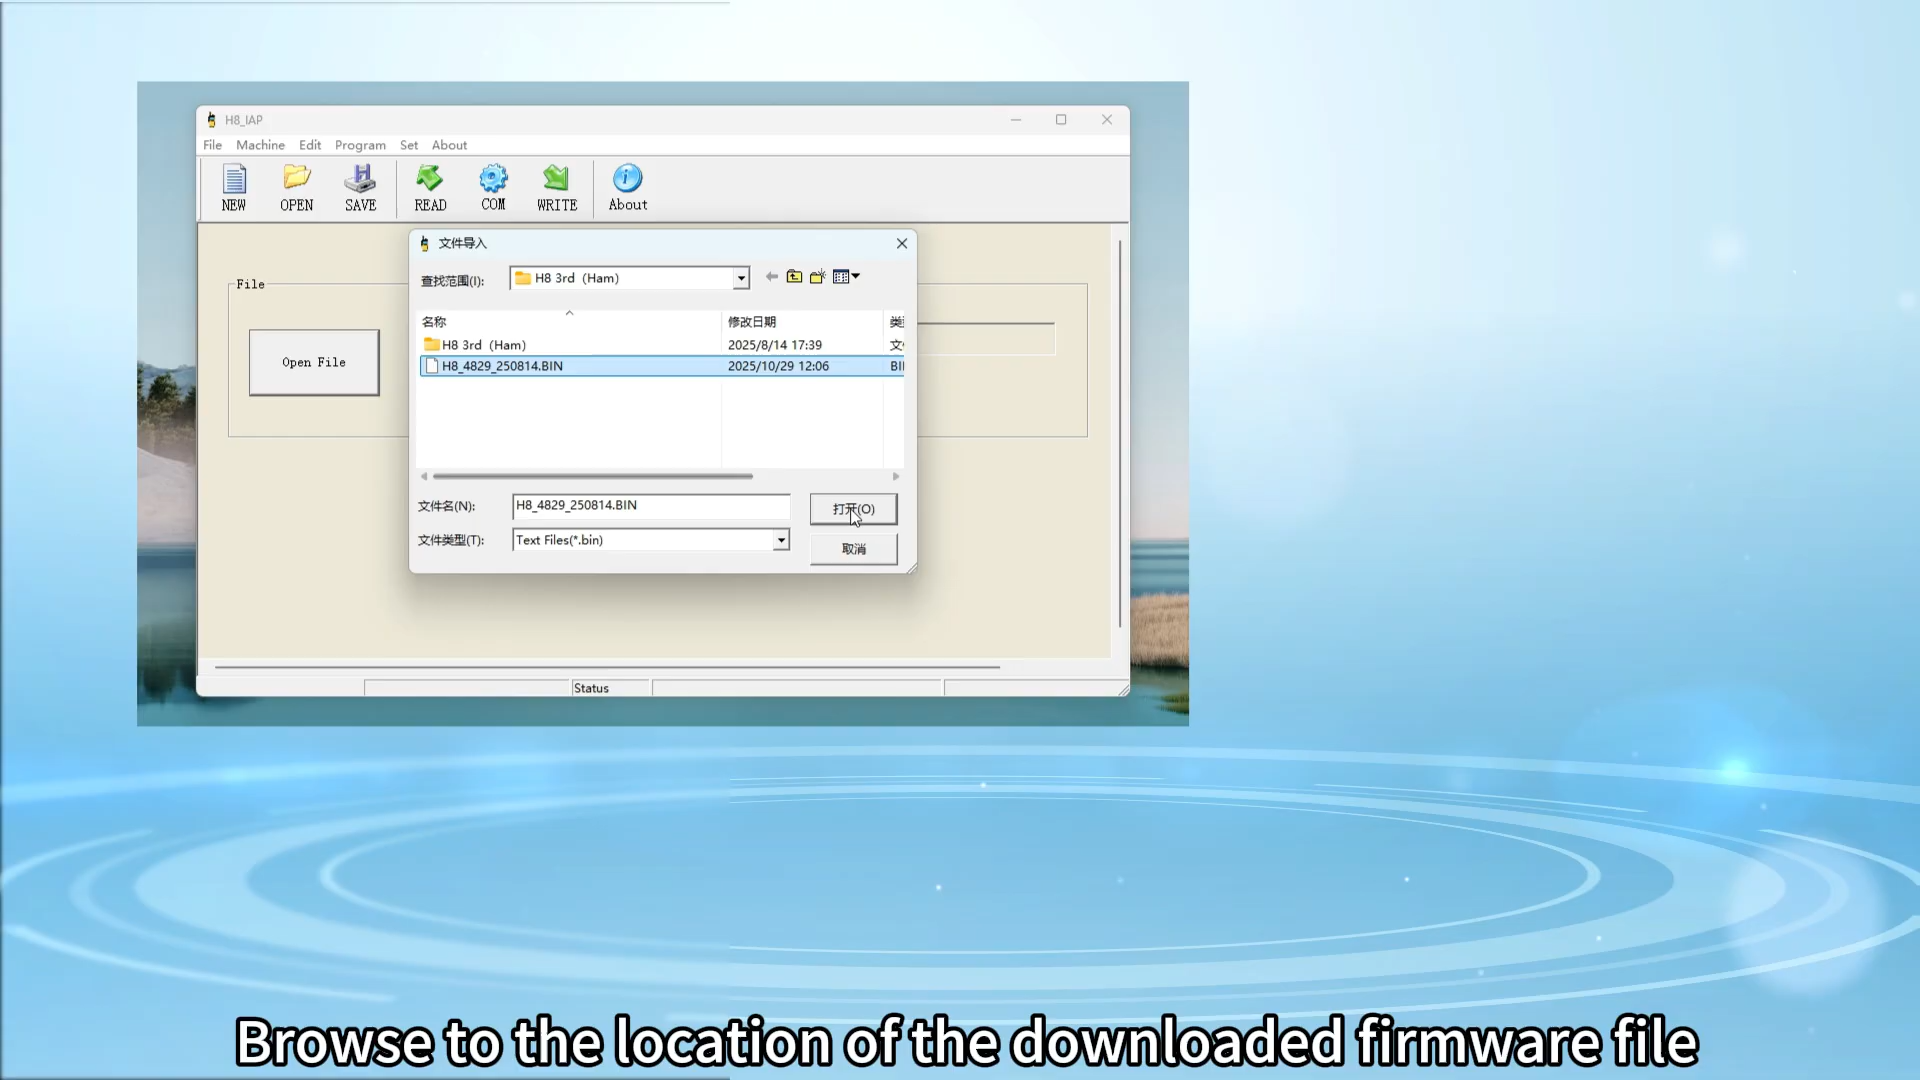 H8_IAP
File Machine Edit Program Set About
NEW OPEN SAVE READ COM WRITE About
File
Open File
文件导入
查找范围(I): H8 3rd（Ham）
名称 修改日期
H8 3rd（Ham） 2025/8/14 17:39
H8_4829_250814.BIN 2025/10/29 12:06
文件名(N): H8_4829_250814.BIN 打开(O)
文件类型(T): Text Files(*.bin) 取消
Status
Browse to the location of the downloaded firmware file